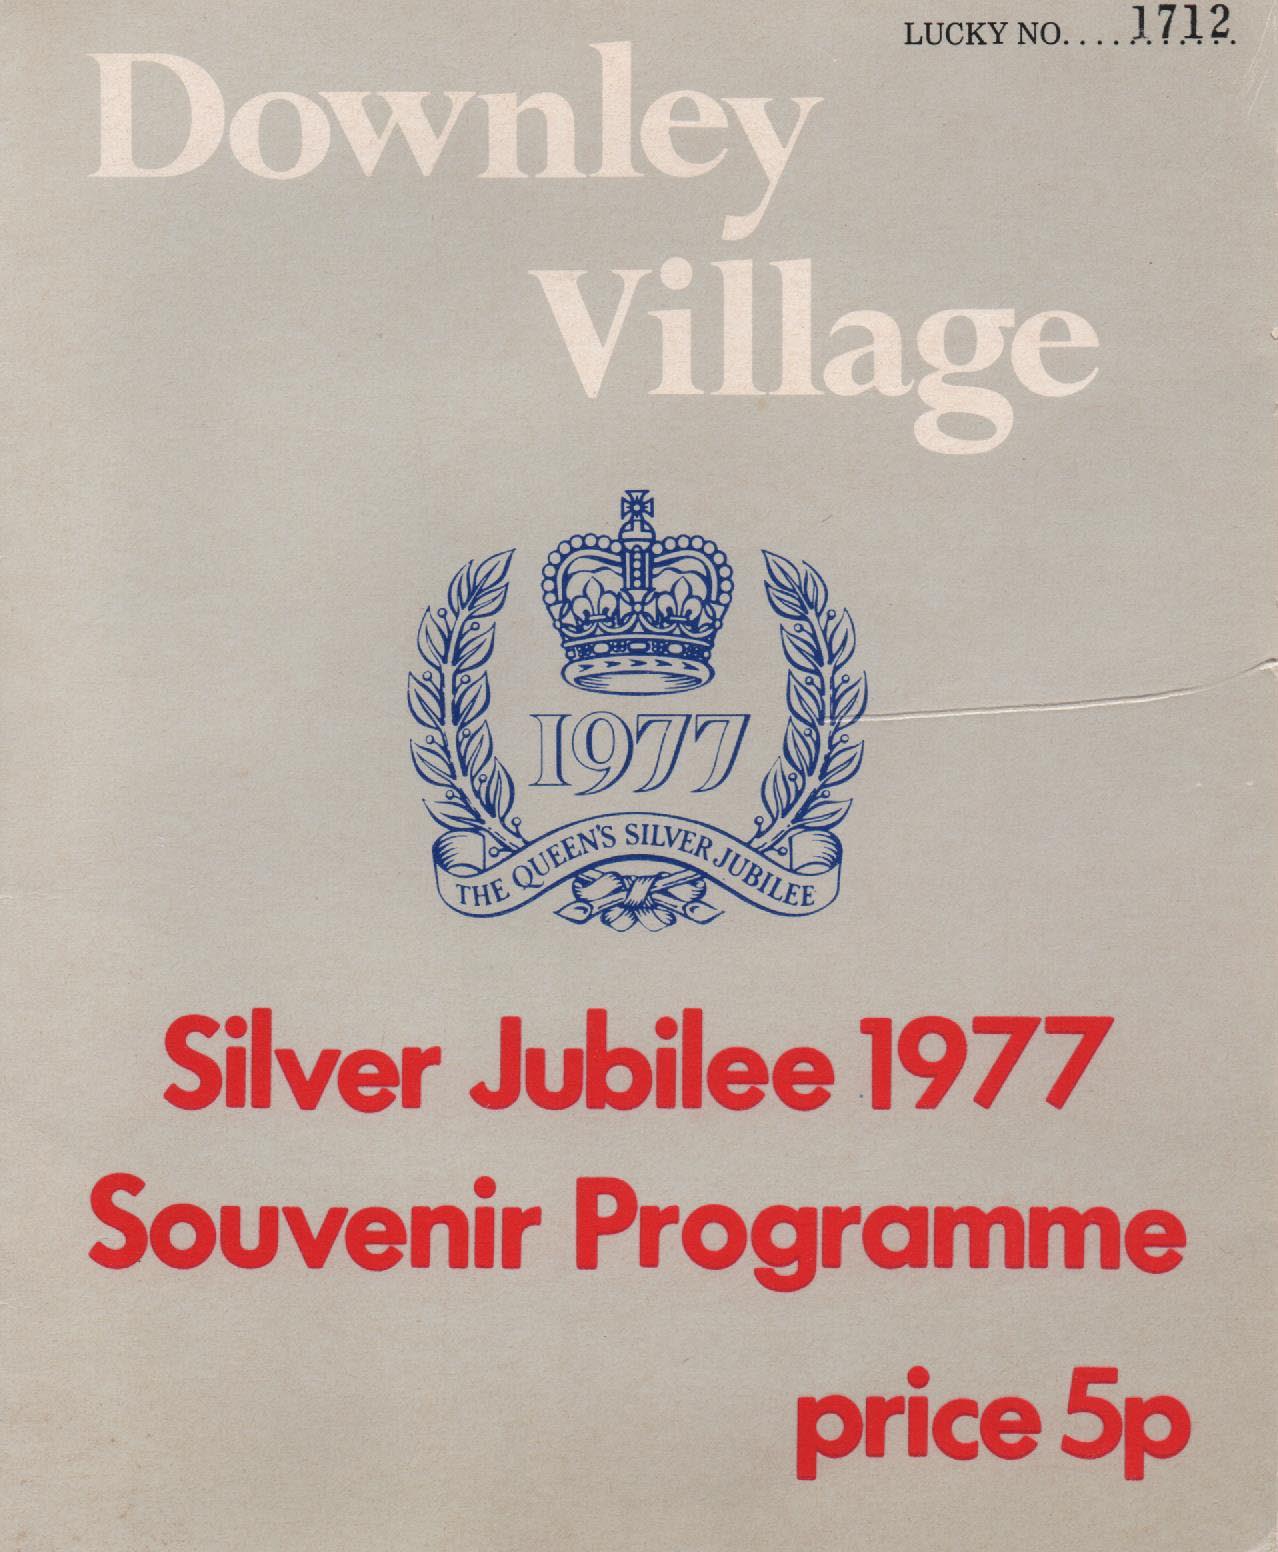 LUCKY NO...........1712
Downley
Village
1977
THE QUEEN'S SILVER JUBILEE
Silver Jubilee 1977
Souvenir Programme
price 5p